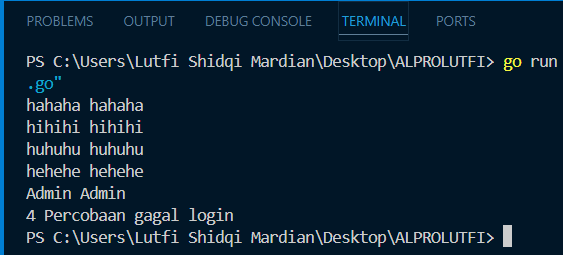 PROBLEMS OUTPUT DEBUG CONSOLE TERMINAL PORTS
PS C:\Users\Lutfi Shidqi Mardian\Desktop\ALPROLUTFI> go run
.go"
hahaha hahaha
hihihi hihihi
huhuhu huhuhu
hehehe hehehe
Admin Admin
4 Percobaan gagal login
PS C:\Users\Lutfi Shidqi Mardian\Desktop\ALPROLUTFI>